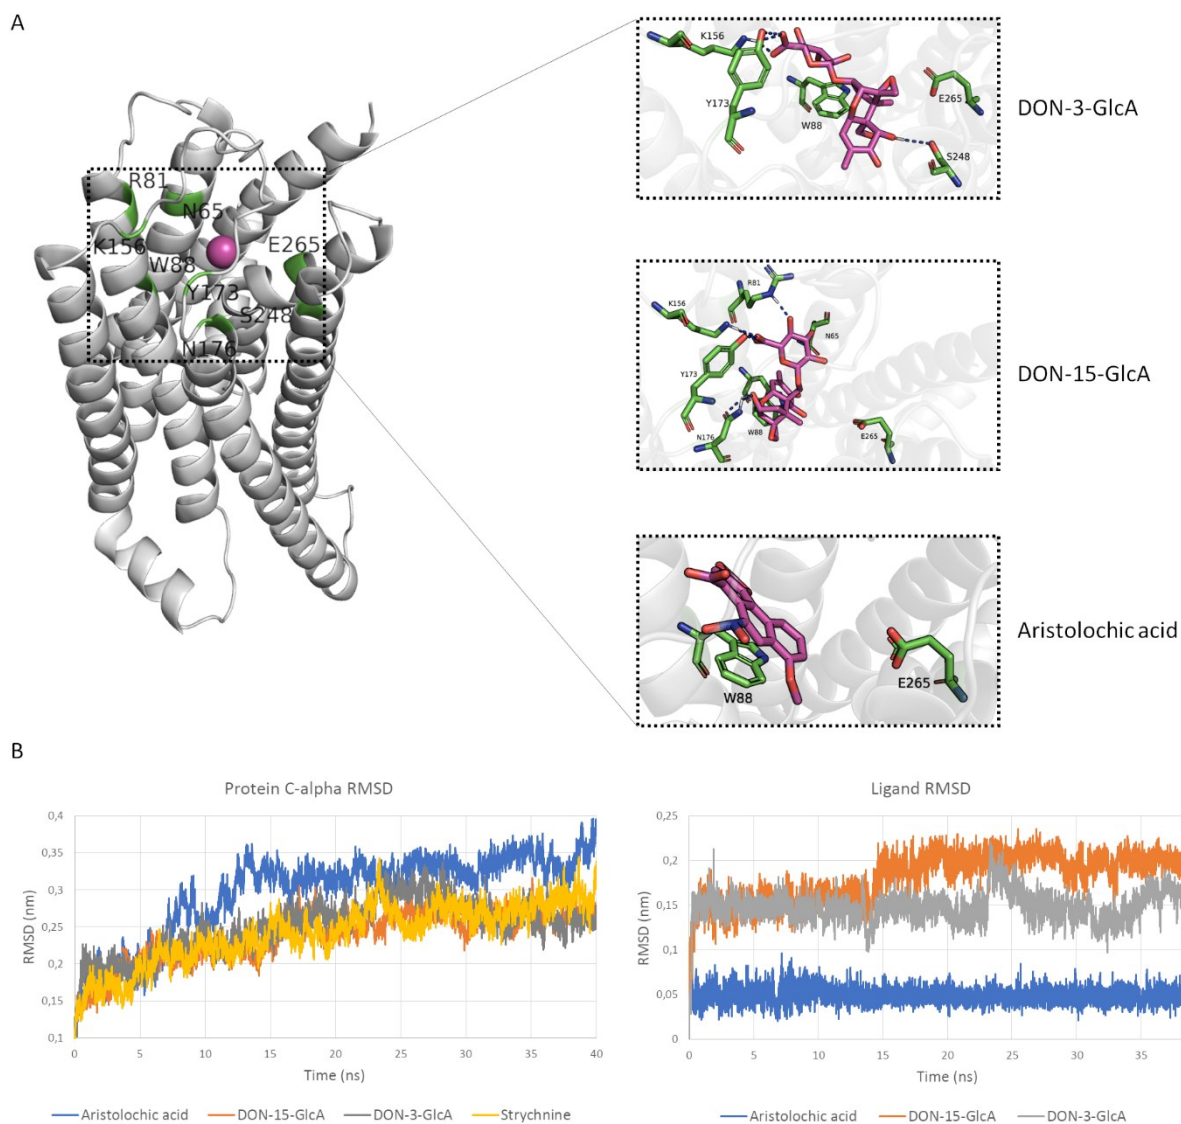 A
R81
N65
K156
E265
W88
Y173
S248
N176
K156
Y173
W88
E265
S248
DON-3-GlcA
R81
K156
N65
Y173
N176
W88
E265
DON-15-GlcA
W88
E265
Aristolochic acid
B
Protein C-alpha RMSD
0,4
0,35
0,3
0,25
0,2
0,15
0,1
RMSD (nm)
0 5 10 15 20 25 30 35 40
Time (ns)
Aristolochic acid DON-15-GlcA DON-3-GlcA Strychnine
Ligand RMSD
0,25
0,2
0,15
0,1
0,05
0
RMSD (nm)
0 5 10 15 20 25 30 35
Time (ns)
Aristolochic acid DON-15-GlcA DON-3-GlcA